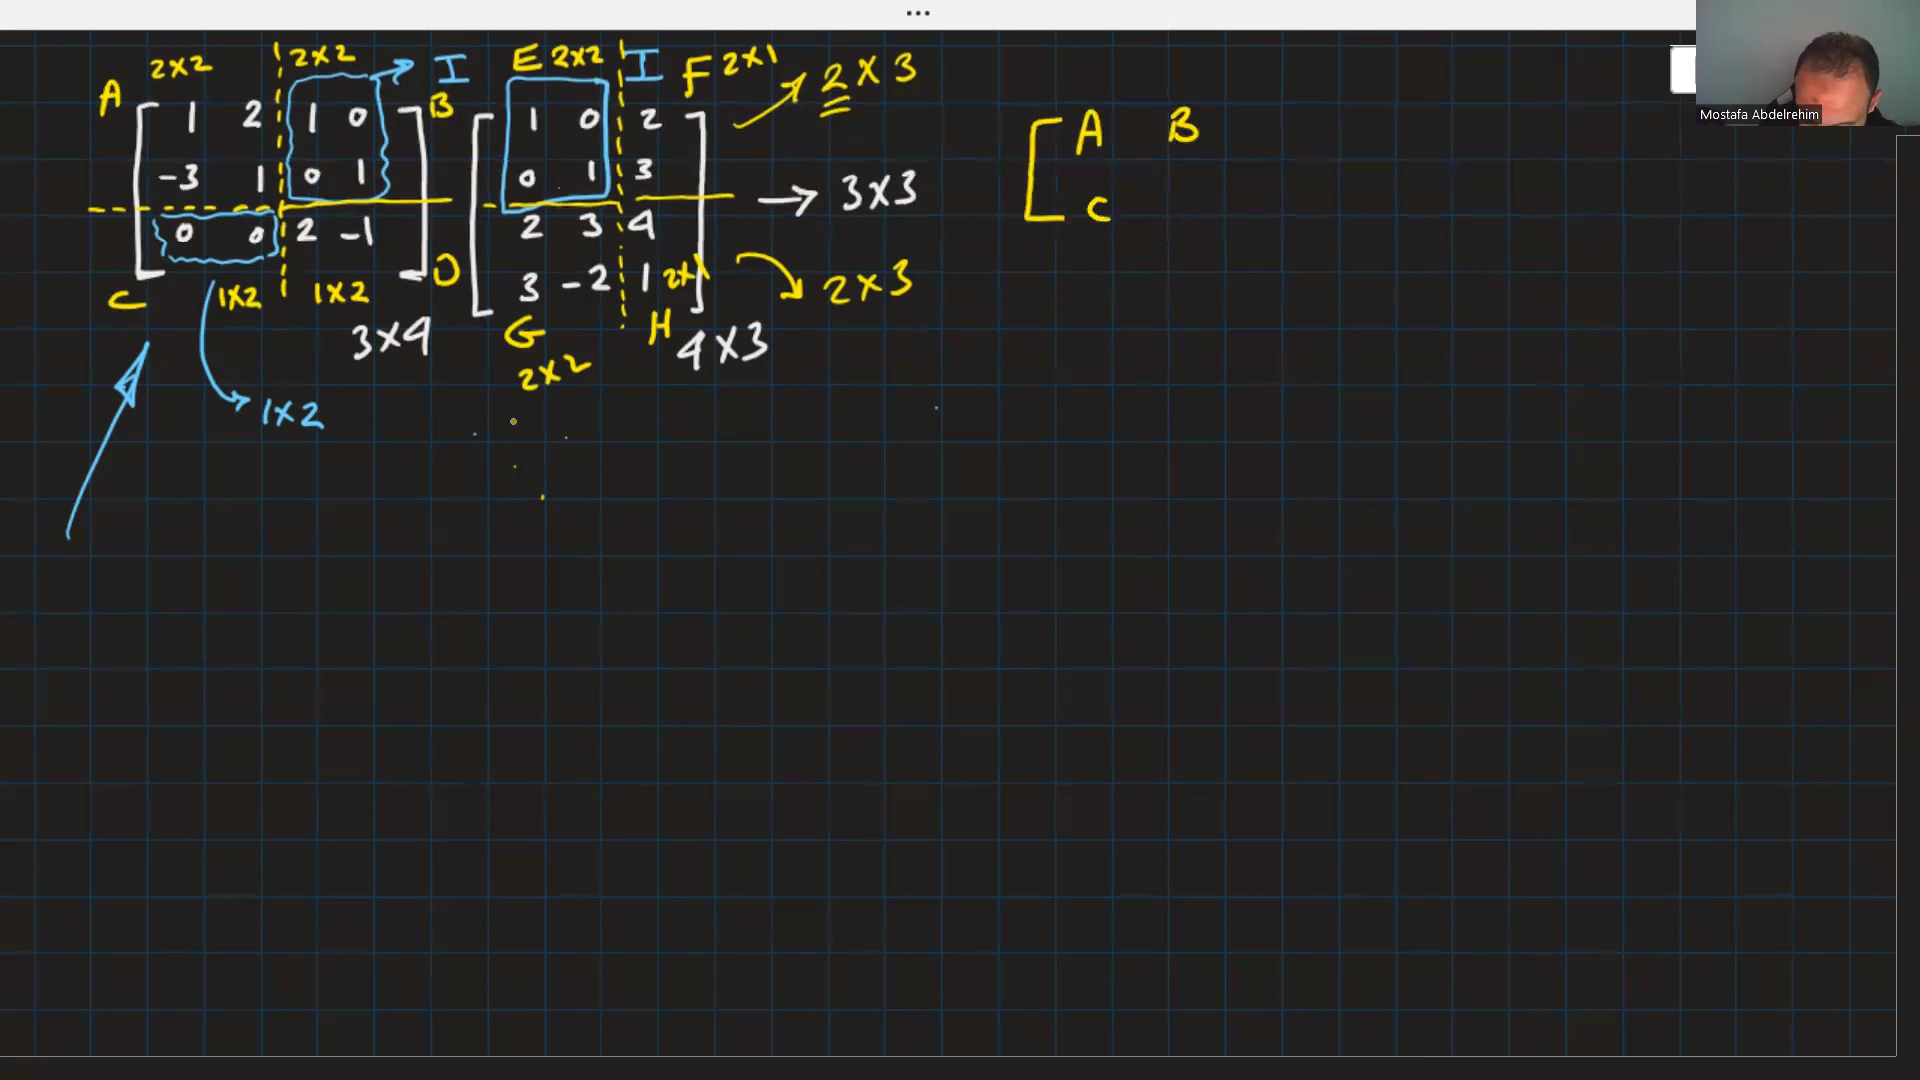 ...
A 2x2 2x2 I E 2x2 I F 2x1 2x3
1 2 1 0 B 1 0 2 A B
-3 1 0 1 0 1 3 → 3x3
0 0 2 -1 2 3 4 C
C 1x2 1x2 D 3 -2 1 2x1 2x3
3x4 G H 4x3
2x2
1x2
Mostafa Abdelrehim